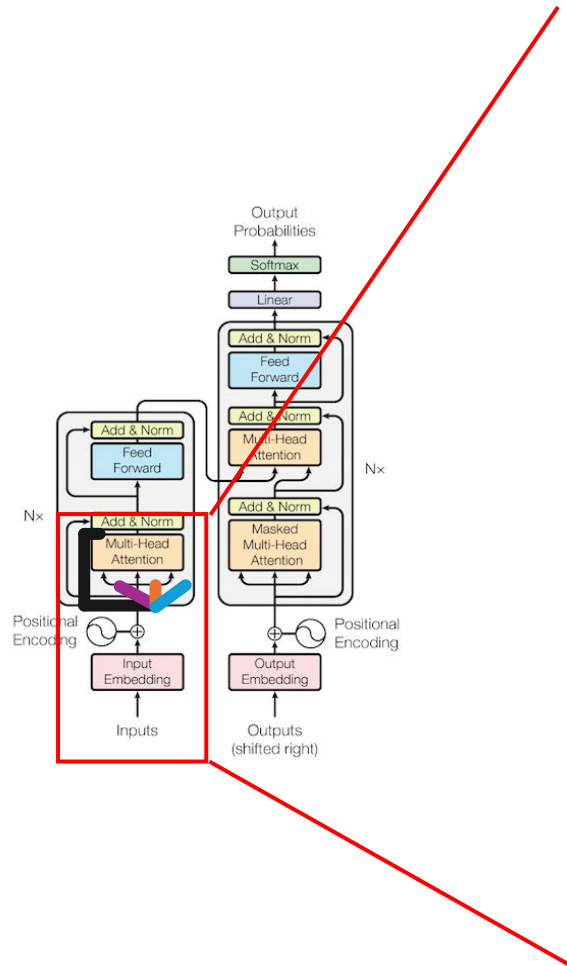 Output
Probabilities
Softmax
Linear
Add & Norm
Feed
Forward
Add & Norm
Multi-Head
Attention
Add & Norm
Masked
Multi-Head
Attention
Nx
Add & Norm
Feed
Forward
Add & Norm
Multi-Head
Attention
Nx
Positional
Encoding
Positional
Encoding
Input
Embedding
Output
Embedding
Inputs
Outputs
(shifted right)